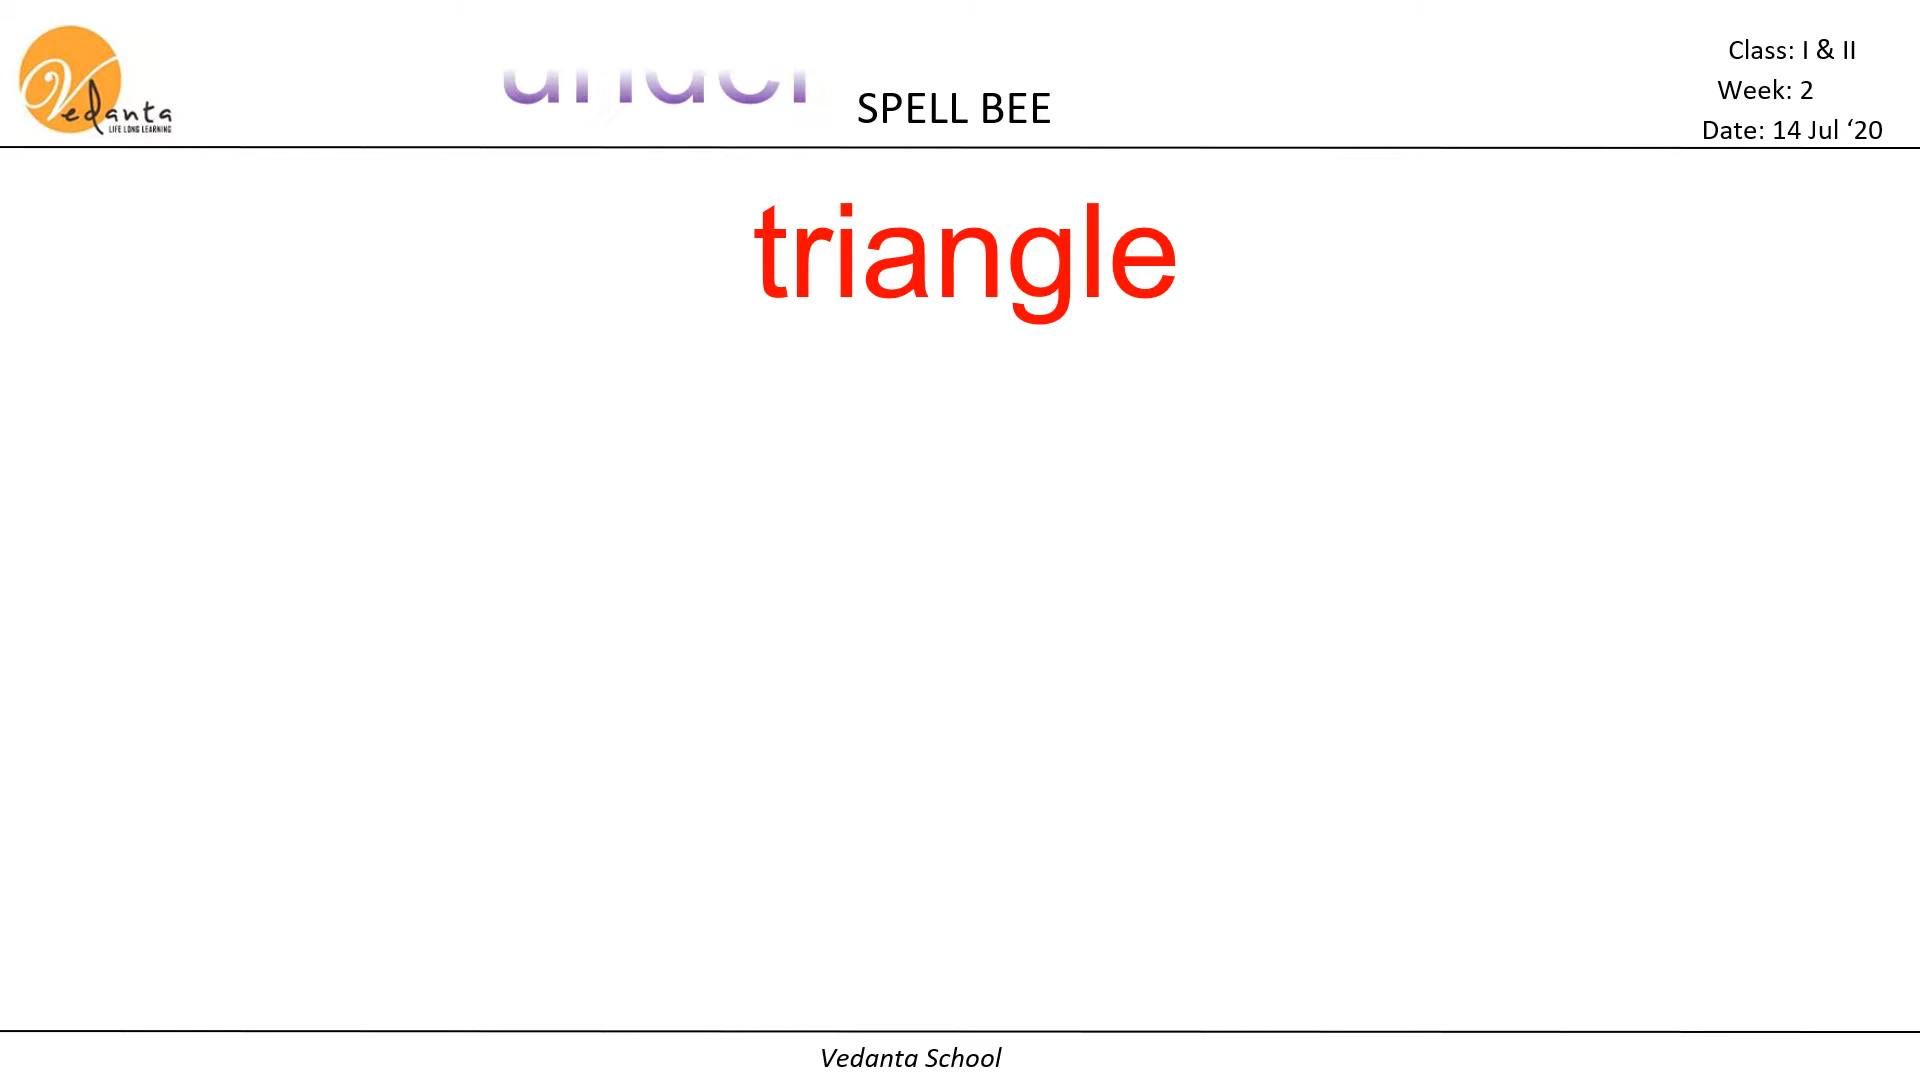 Vedanta
LIFE LONG LEARNING
SPELL BEE
Class: I & II
Week: 2
Date: 14 Jul ‘20
triangle
Vedanta School